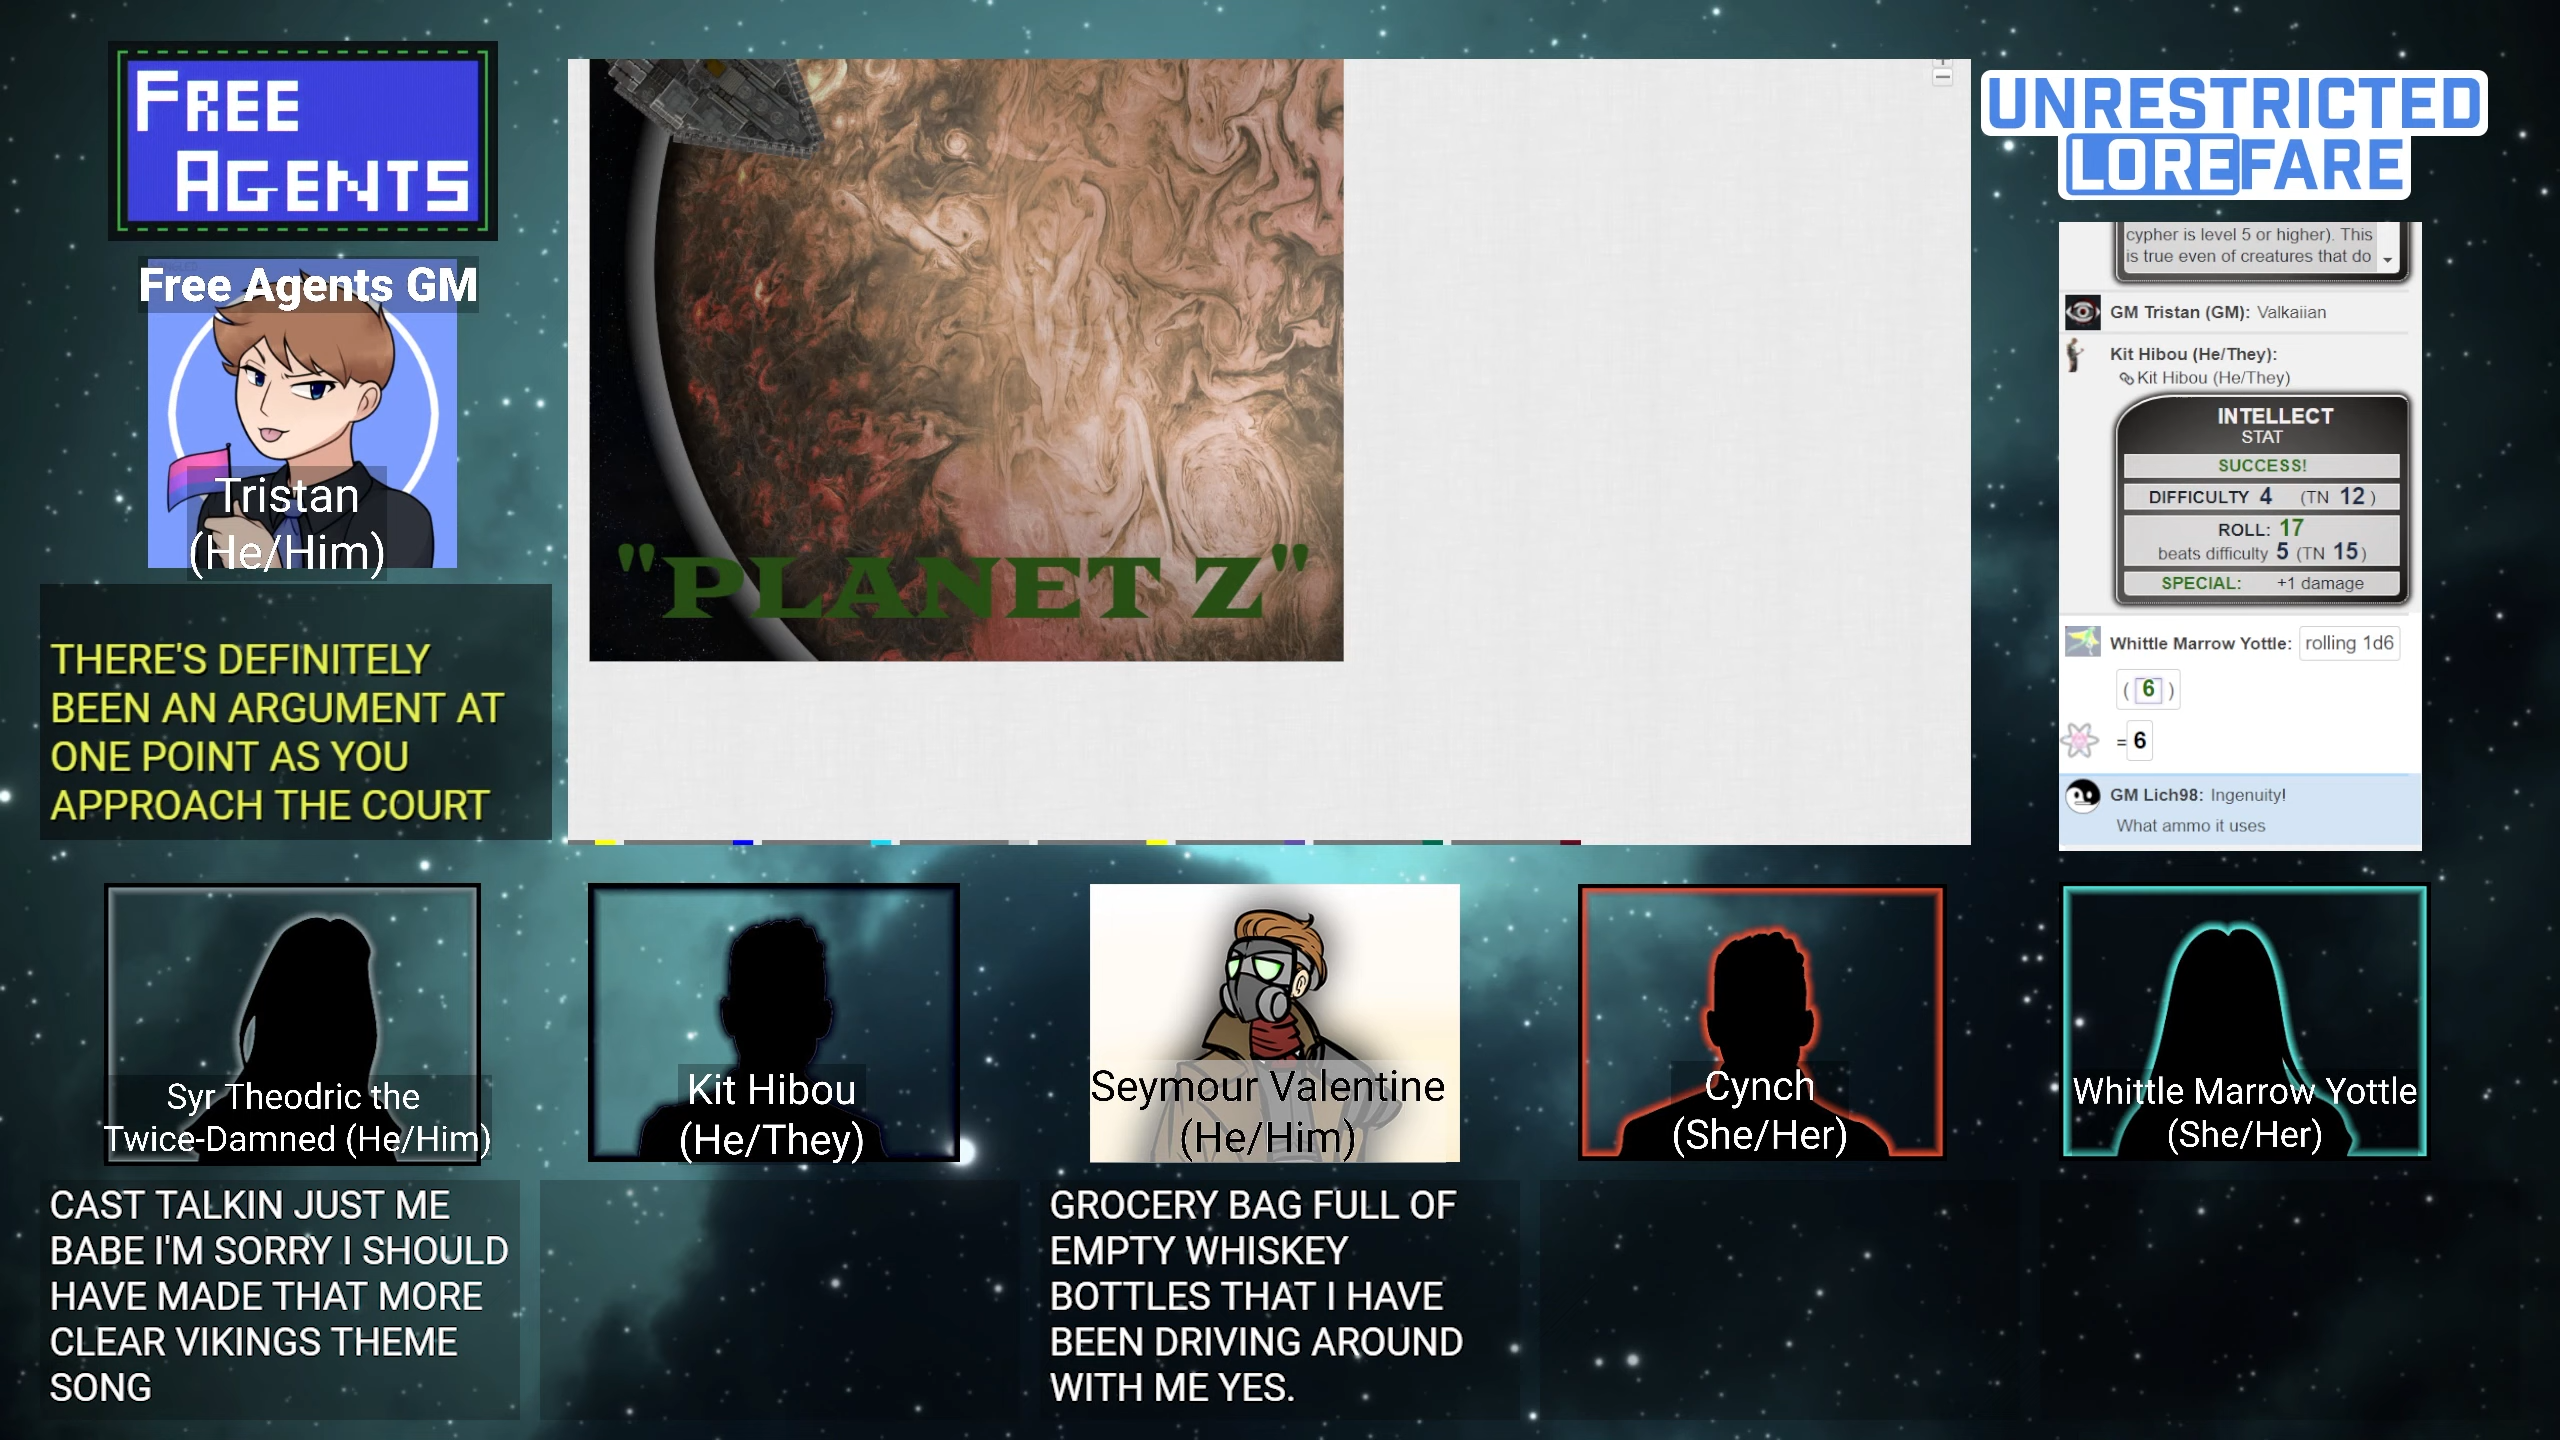 FREE
AGENTS
Free Agents GM
Tristan
(He/Him)
THERE'S DEFINITELY
BEEN AN ARGUMENT AT
ONE POINT AS YOU
APPROACH THE COURT
"PLANET Z"
UNRESTRICTED
LOREFARE
cypher is level 5 or higher). This
is true even of creatures that do
GM Tristan (GM): Valkaiian
Kit Hibou (He/They):
Kit Hibou (He/They)
INTELLECT
STAT
SUCCESS!
DIFFICULTY 4 (TN 12 )
ROLL: 17
beats difficulty 5 (TN 15)
SPECIAL: +1 damage
Whittle Marrow Yottle: rolling 1d6
( 6 )
= 6
GM Lich98: Ingenuity!
What ammo it uses
Syr Theodric the
Twice-Damned (He/Him)
Kit Hibou
(He/They)
Seymour Valentine
(He/Him)
Cynch
(She/Her)
Whittle Marrow Yottle
(She/Her)
CAST TALKIN JUST ME
BABE I'M SORRY I SHOULD
HAVE MADE THAT MORE
CLEAR VIKINGS THEME
SONG
GROCERY BAG FULL OF
EMPTY WHISKEY
BOTTLES THAT I HAVE
BEEN DRIVING AROUND
WITH ME YES.